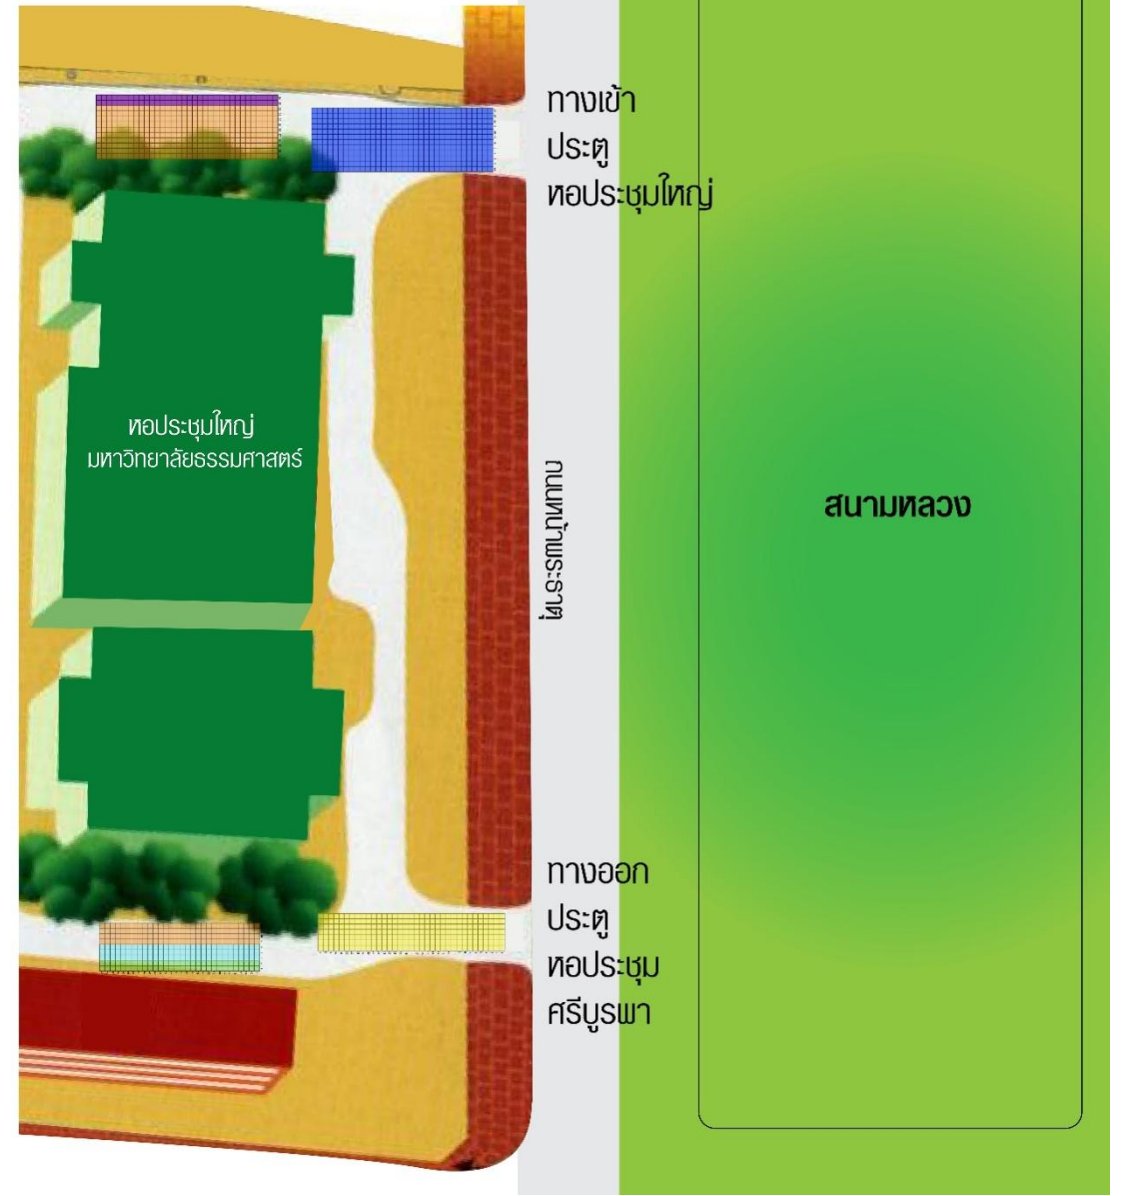 ทางเข้า
ประตู
หอประชุมใหญ่
หอประชุมใหญ่
มหาวิทยาลัยธรรมศาสตร์
ถนนหน้าพระธาตุ
สนามหลวง
ทางออก
ประตู
หอประชุม
ศรีบูรพา